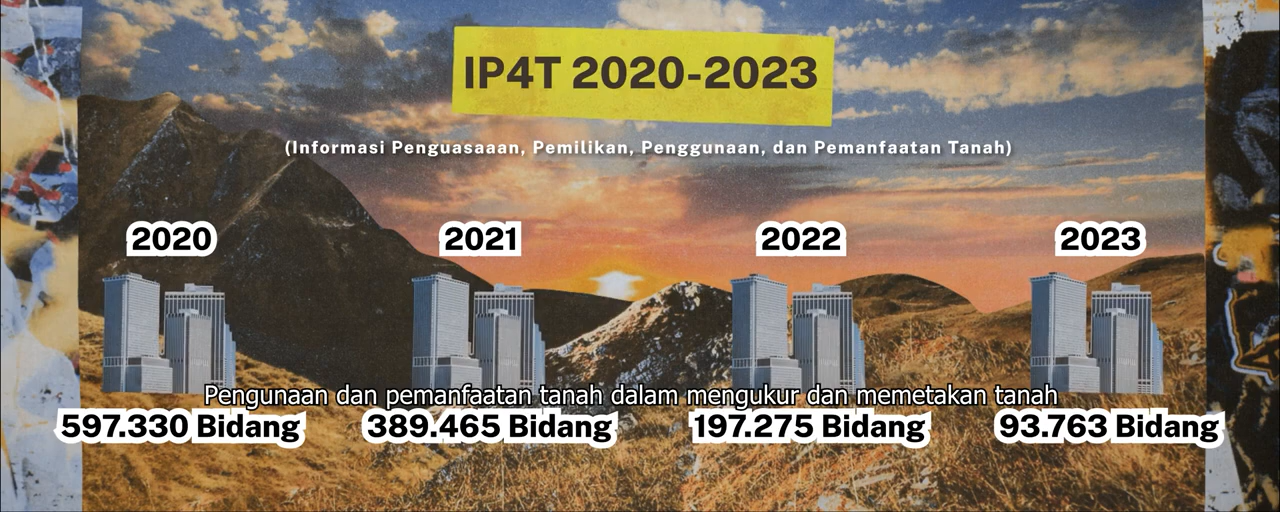 IP4T 2020-2023
(Informasi Penguasaaan, Pemilikan, Penggunaan, dan Pemanfaatan Tanah)
2020
2021
2022
2023
Pengunaan dan pemanfaatan tanah dalam mengukur dan memetakan tanah
597.330 Bidang
389.465 Bidang
197.275 Bidang
93.763 Bidang